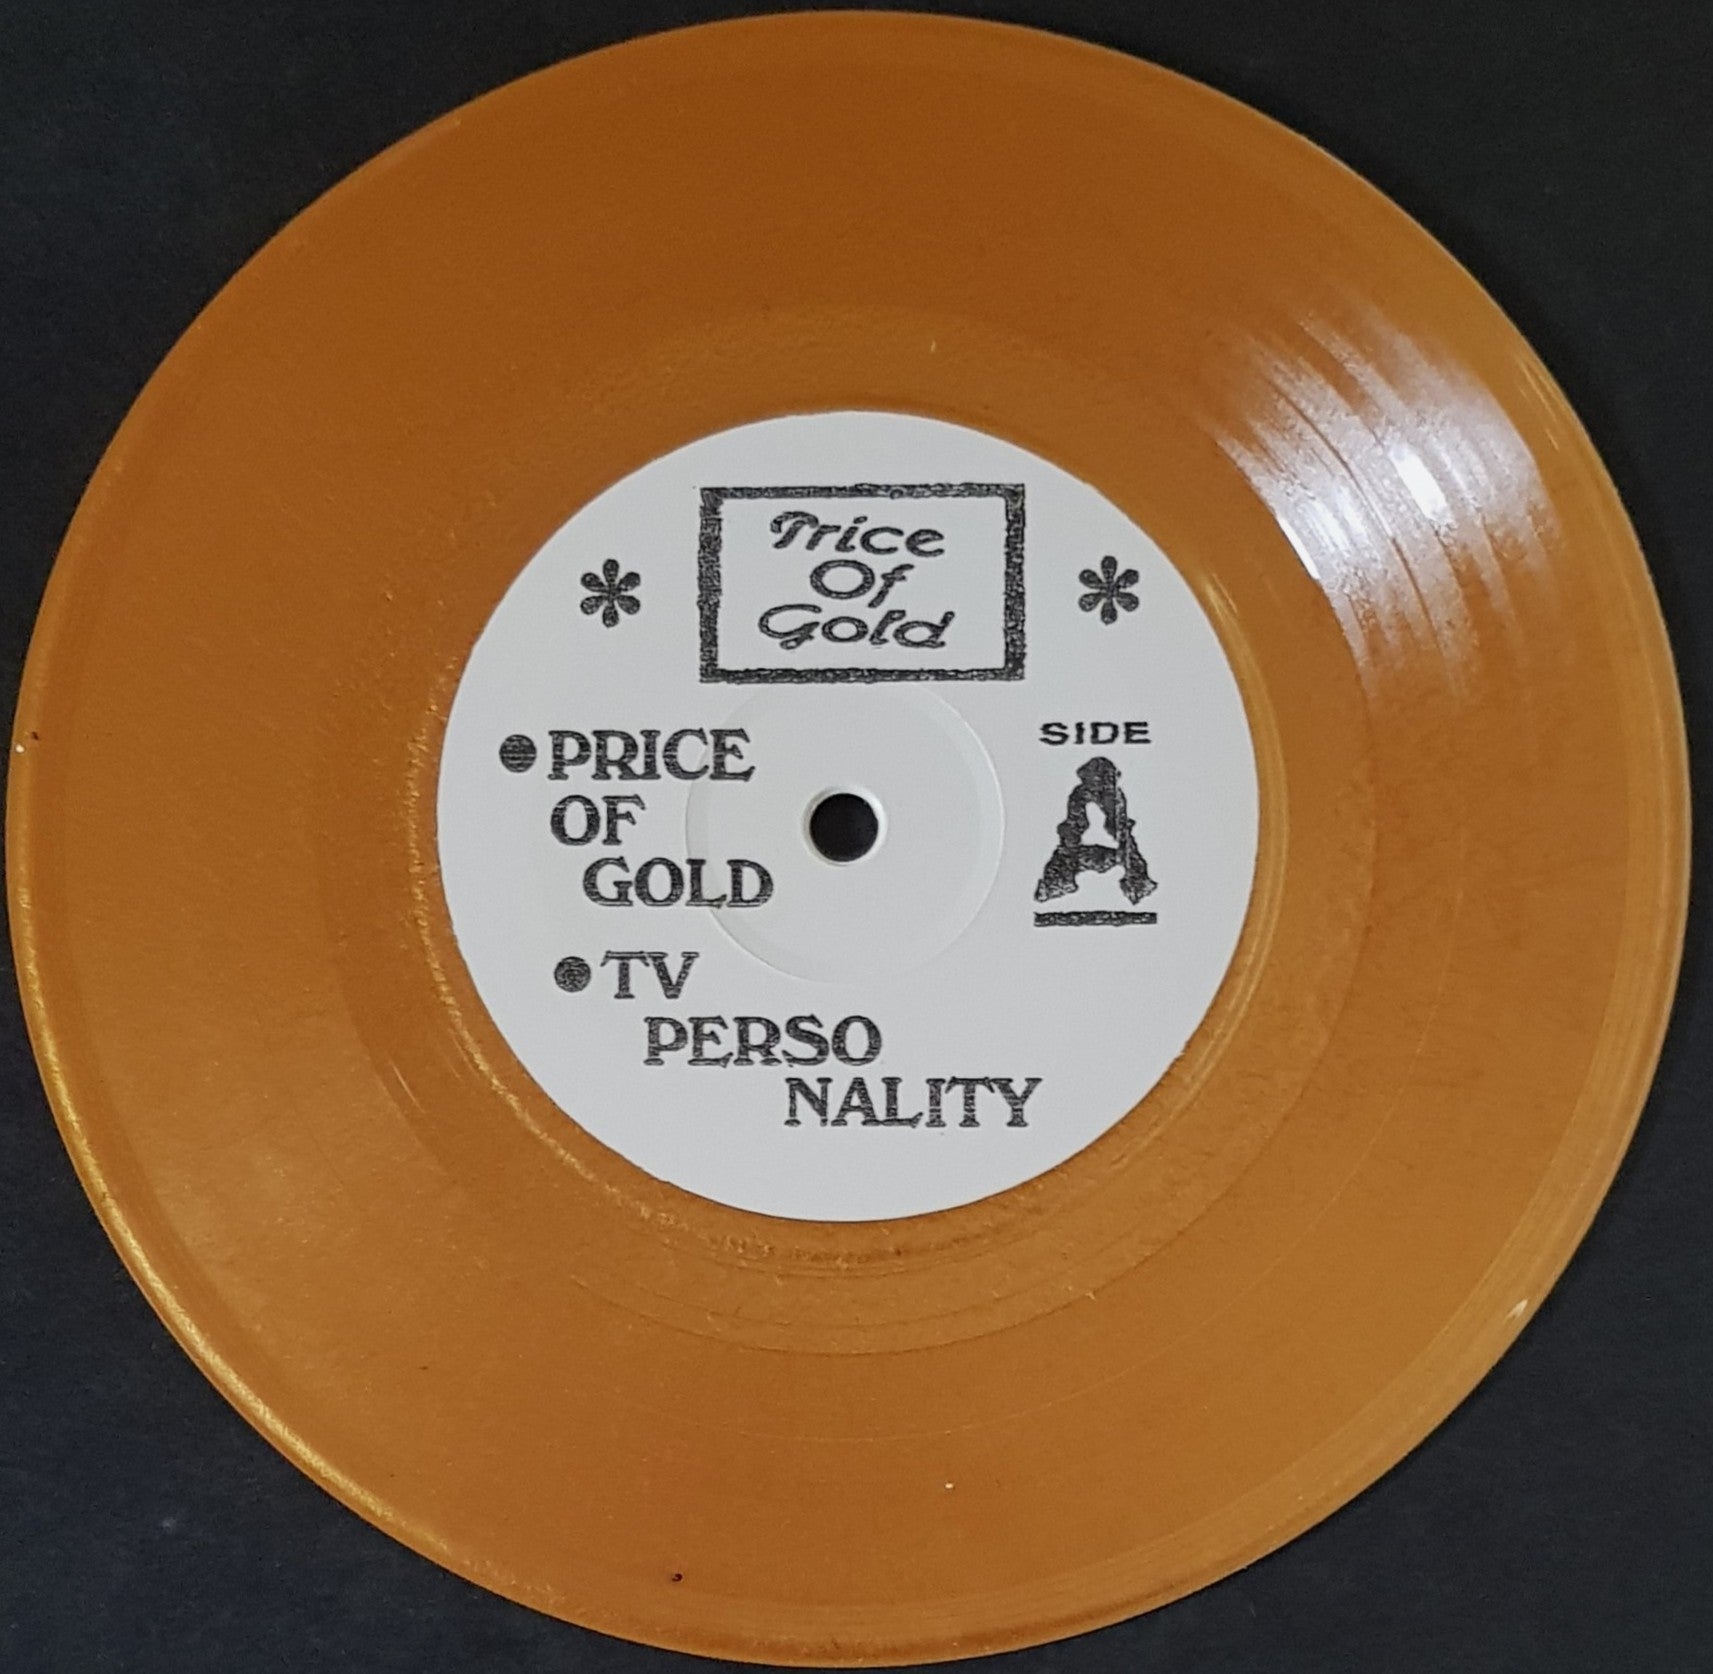 Price
Of
Gold
PRICE
OF
GOLD
SIDE
A
TV
PERSO
NALITY